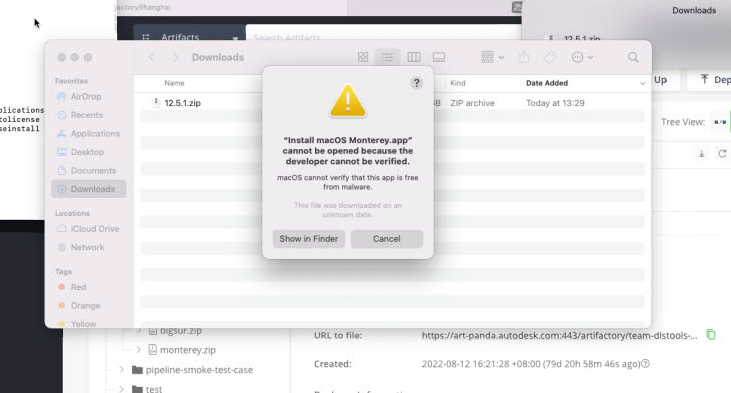 actoryShanghai
Downloads
Artifacts
Search Artifacts
12.5.1.zip
Downloads
Favorites
Name
Kind
Date Added
Up
Dep
AirDrop
12.5.1.zip
ZIP archive
Today at 13:29
Recents
Applications
Desktop
Documents
Downloads
Tree View:
Locations
iCloud Drive
Network
Tags
Red
Orange
Yellow
?
“Install macOS Monterey.app”
cannot be opened because the
developer cannot be verified.
macOS cannot verify that this app is free
from malware.
This file was downloaded on an
unknown date.
Show in Finder
Cancel
plications
tolicense
seinstall
bigsur.zip
monterey.zip
pipeline-smoke-test-case
test
URL to file:
https://art-panda.autodesk.com:443/artifactory/team-dlstools-...
Created:
2022-08-12 16:21:28 +08:00 (79d 20h 58m 46s ago)